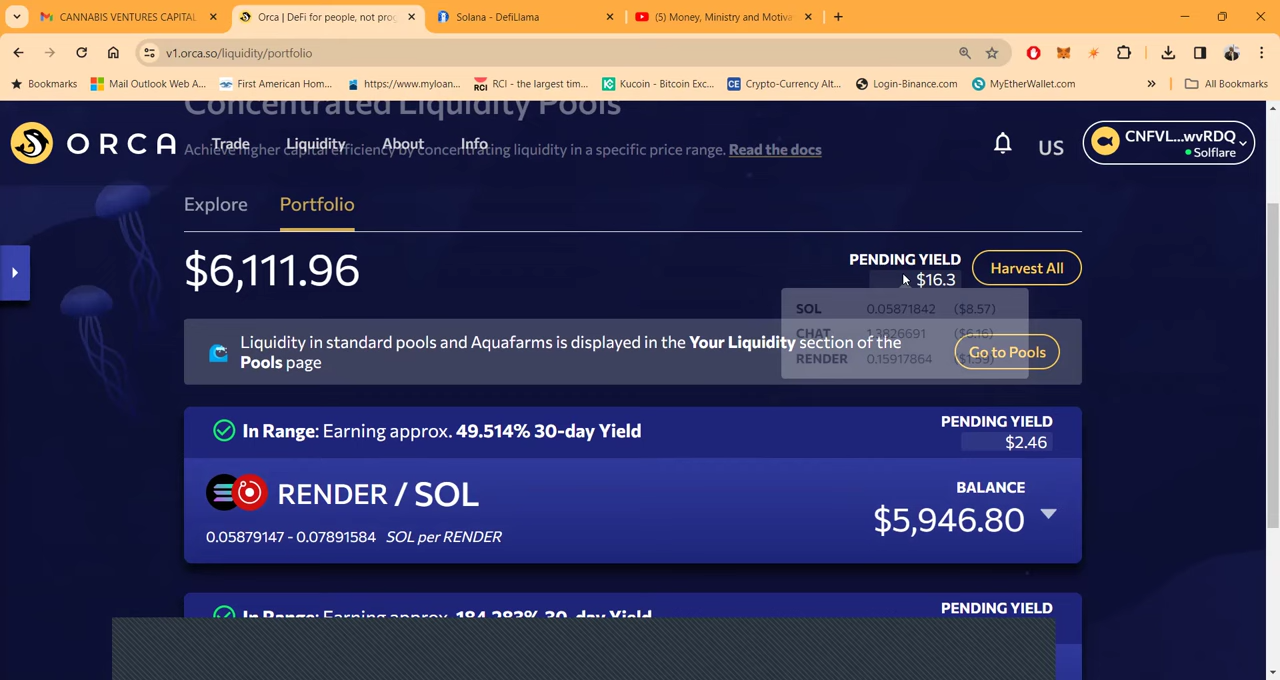 CANNABIS VENTURES CAPITAL
Orca | DeFi for people, not prog
Solana - DefiLlama
(5) Money, Ministry and Motiva
v1.orca.so/liquidity/portfolio
Bookmarks
Mail Outlook Web A...
First American Hom...
https://www.myloan...
RCI - the largest tim...
Kucoin - Bitcoin Exc...
Crypto-Currency Alt...
Login-Binance.com
MyEtherWallet.com
All Bookmarks
Concentrated Liquidity Pools
ORCA
Trade
Liquidity
About
Info
US
CNFVL...wvRDQ
Solflare
Achieve higher capital efficiency by concentrating liquidity in a specific price range. Read the docs
Explore
Portfolio
$6,111.96
PENDING YIELD
$16.3
Harvest All
SOL 0.05871842 ($8.57)
CHAT 1.3826691 ($6.16)
RENDER 0.15917864 ($1.59)
Liquidity in standard pools and Aquafarms is displayed in the Your Liquidity section of the
Pools page
Go to Pools
In Range: Earning approx. 49.514% 30-day Yield
PENDING YIELD
$2.46
RENDER / SOL
BALANCE
$5,946.80
0.05879147 - 0.07891584 SOL per RENDER
In Range: Earning approx. 184.283% 30-day Yield
PENDING YIELD